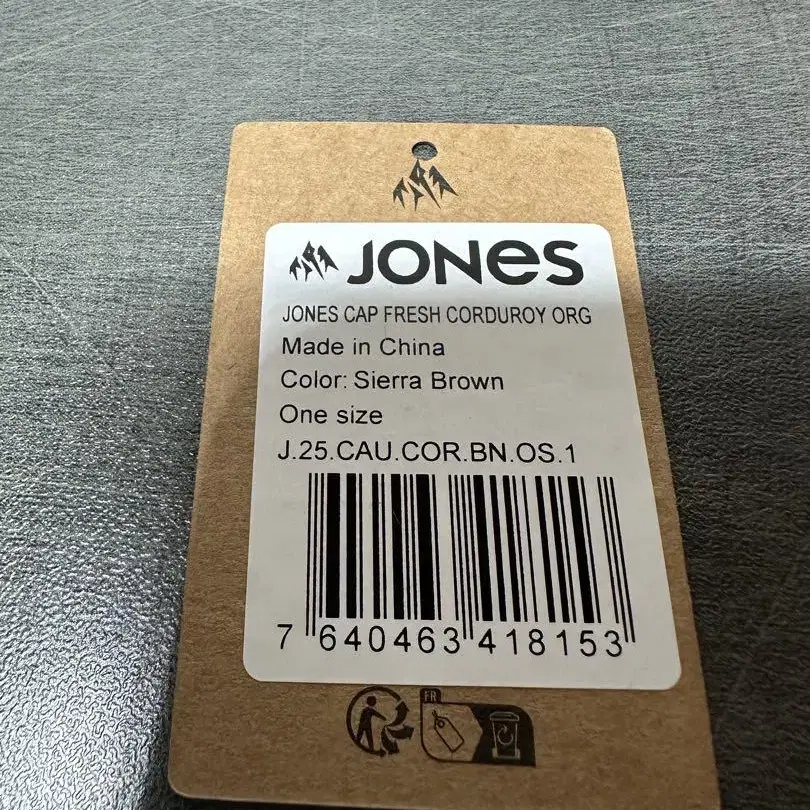 JONES
JONES CAP FRESH CORDUROY ORG
Made in China
Color: Sierra Brown
One size
J.25.CAU.COR.BN.OS.1
7 640463 418153
FR